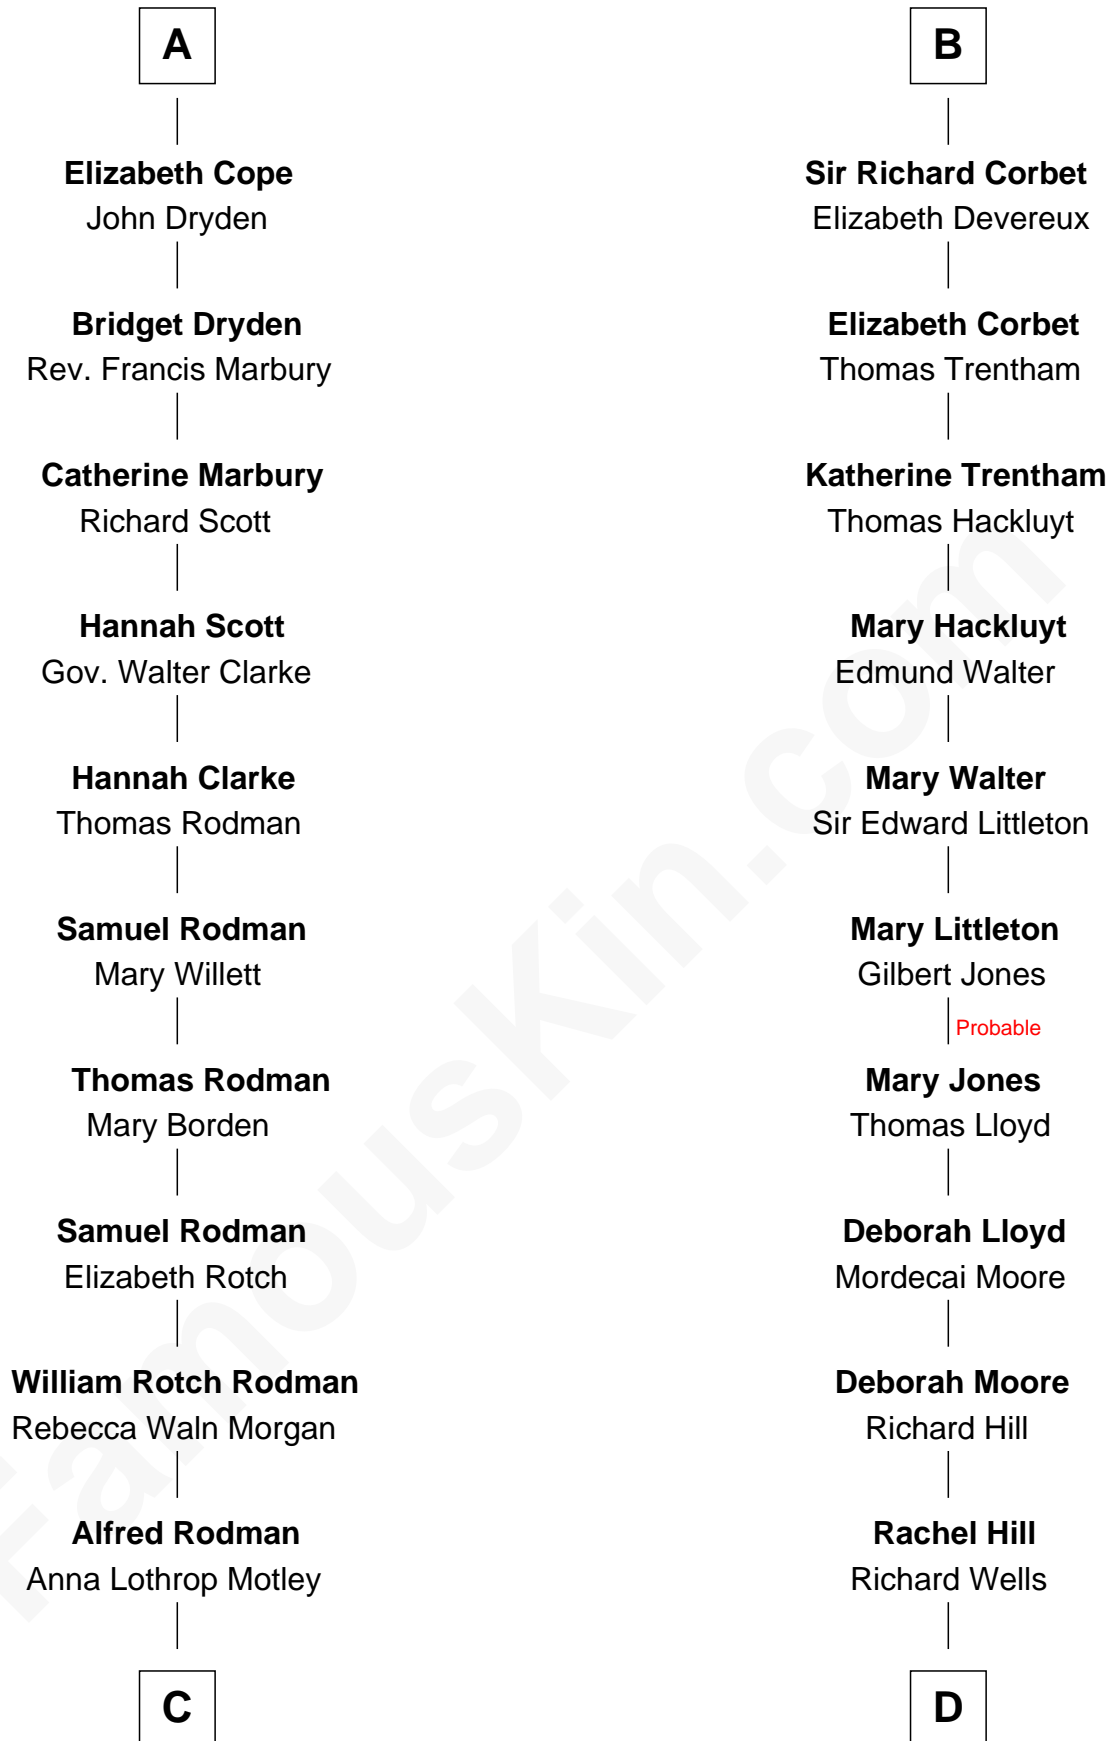 A
Elizabeth Cope
John Dryden
Bridget Dryden
Rev. Francis Marbury
Catherine Marbury
Richard Scott
Hannah Scott
Gov. Walter Clarke
Hannah Clarke
Thomas Rodman
Samuel Rodman
Mary Willett
Thomas Rodman
Mary Borden
Samuel Rodman
Elizabeth Rotch
William Rotch Rodman
Rebecca Waln Morgan
Alfred Rodman
Anna Lothrop Motley
C
B
Sir Richard Corbet
Elizabeth Devereux
Elizabeth Corbet
Thomas Trentham
Katherine Trentham
Thomas Hackluyt
Mary Hackluyt
Edmund Walter
Mary Walter
Sir Edward Littleton
Mary Littleton
Gilbert Jones
Probable
Mary Jones
Thomas Lloyd
Deborah Lloyd
Mordecai Moore
Deborah Moore
Richard Hill
Rachel Hill
Richard Wells
D
FamousKin.com